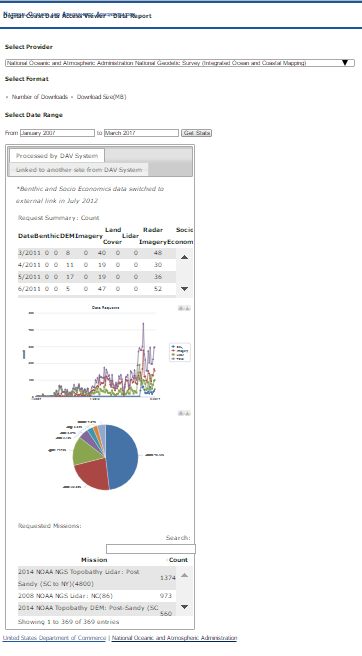 Digital Coast Data Access Viewer - Data Report
Select Provider
National Oceanic and Atmospheric Administration National Geodetic Survey (Integrated Ocean and Coastal Mapping)
Select Format
Number of Downloads Download Size(MB)
Select Date Range
From January 2007 to March 2017 Get Stats
Processed by DAV System
Linked to another site from DAV System
*Benthic and Socio Economics data switched to
external link in July 2012
Request Summary: Count
Date Benthic DEM Imagery Land Cover Lidar Radar Imagery Socio Econom
3/2011 0 0 8 0 40 0 0 48
4/2011 0 0 11 0 19 0 0 30
5/2011 0 0 17 0 19 0 0 36
6/2011 0 0 5 0 47 0 0 52
Data Requests
Requested Missions:
Search:
Mission Count
2014 NOAA NGS Topobathy Lidar: Post
Sandy (SC to NY)(4800) 1374
2008 NOAA Lidar: NC(86) 973
2014 NOAA Topobathy DEM: Post-Sandy (SC
560
Showing 1 to 369 of 369 entries
United States Department of Commerce | National Oceanic and Atmospheric Administration